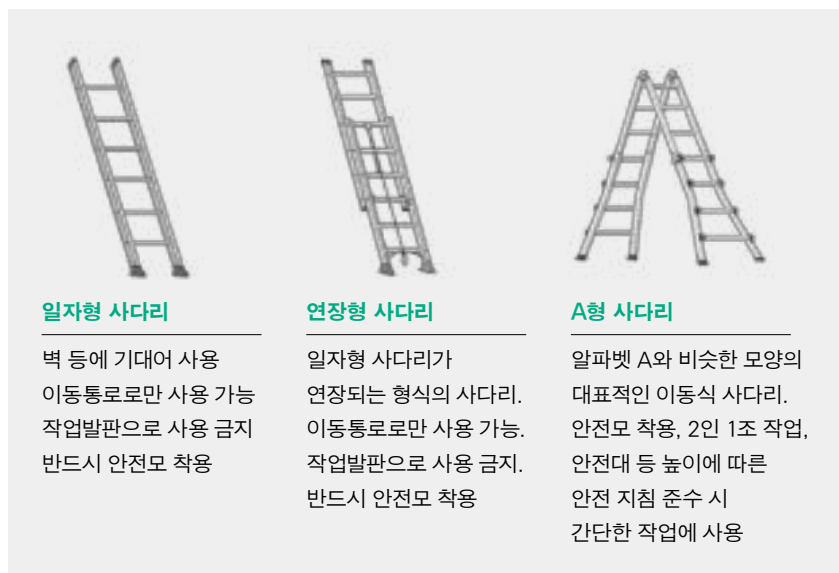 일자형 사다리
벽 등에 기대어 사용
이동통로로만 사용 가능
작업발판으로 사용 금지
반드시 안전모 착용
연장형 사다리
일자형 사다리가
연장되는 형식의 사다리.
이동통로로만 사용 가능.
작업발판으로 사용 금지.
반드시 안전모 착용
A형 사다리
알파벳 A와 비슷한 모양의
대표적인 이동식 사다리.
안전모 착용, 2인 1조 작업,
안전대 등 높이에 따른
안전 지침 준수 시
간단한 작업에 사용